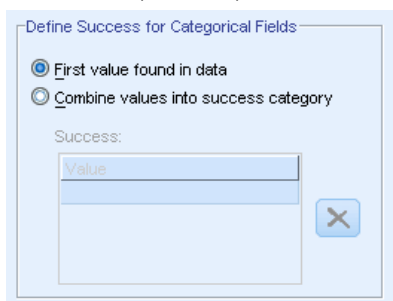 Define Success for Categorical Fields
First value found in data
Combine values into success category
Success:
Value